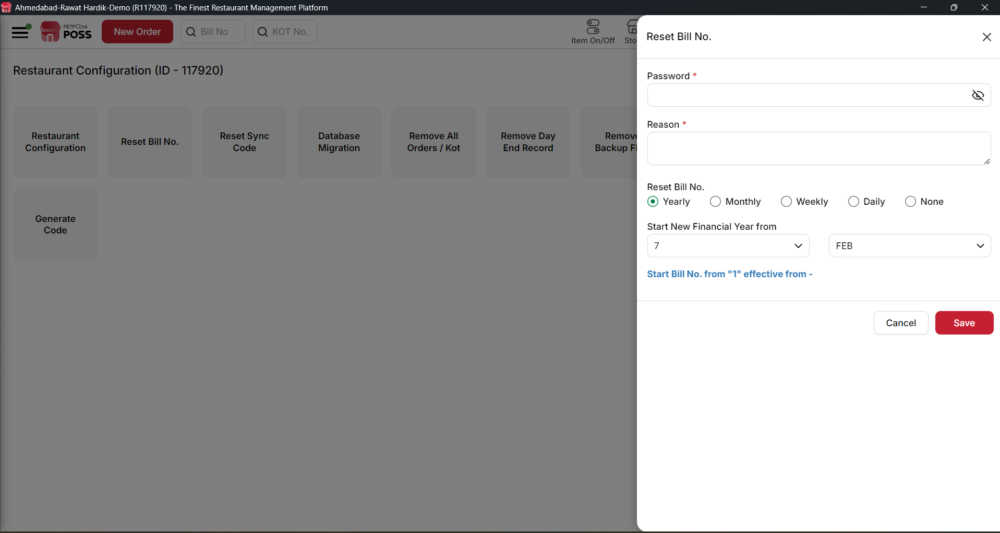 Ahmedabad-Rawat Hardik-Demo (R117920) - The Finest Restaurant Management Platform
PETPOOJA
POSS
New Order
Bill No
KOT No.
Item On/Off
Sto
Restaurant Configuration (ID - 117920)
Restaurant
Configuration
Reset Bill No.
Reset Sync
Code
Database
Migration
Remove All
Orders / Kot
Remove Day
End Record
Remove
Backup Fi
Generate
Code
Reset Bill No.
Password *
Reason *
Reset Bill No.
Yearly Monthly Weekly Daily None
Start New Financial Year from
7 FEB
Start Bill No. from "1" effective from -
Cancel Save